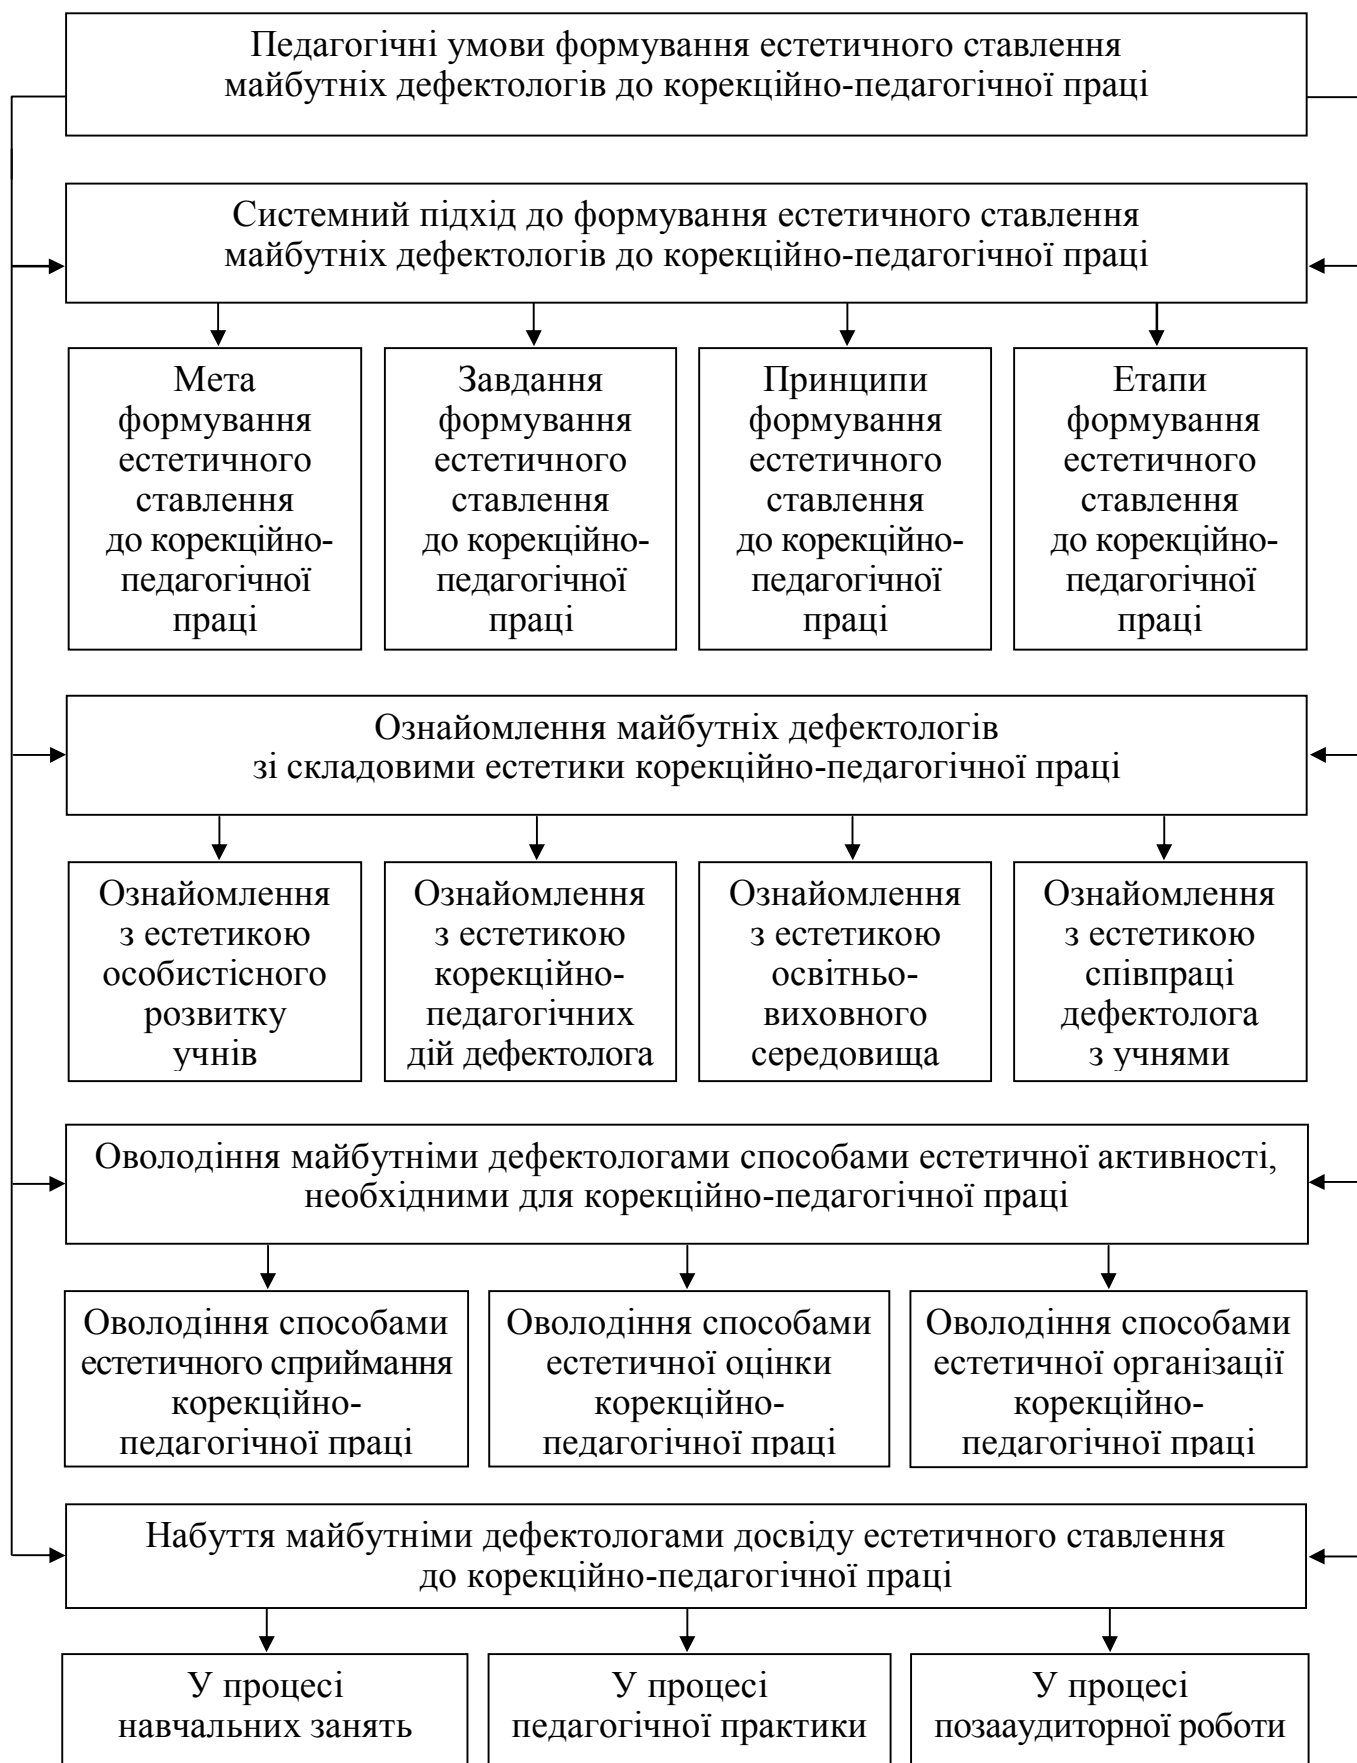 Педагогічні умови формування естетичного ставлення
майбутніх дефектологів до корекційно-педагогічної праці
Системний підхід до формування естетичного ставлення
майбутніх дефектологів до корекційно-педагогічної праці
Мета
формування
естетичного
ставлення
до корекційно-
педагогічної
праці
Завдання
формування
естетичного
ставлення
до корекційно-
педагогічної
праці
Принципи
формування
естетичного
ставлення
до корекційно-
педагогічної
праці
Етапи
формування
естетичного
ставлення
до корекційно-
педагогічної
праці
Ознайомлення майбутніх дефектологів
зі складовими естетики корекційно-педагогічної праці
Ознайомлення
з естетикою
особистісного
розвитку
учнів
Ознайомлення
з естетикою
корекційно-
педагогічних
дій дефектолога
Ознайомлення
з естетикою
освітньо-
виховного
середовища
Ознайомлення
з естетикою
співпраці
дефектолога
з учнями
Оволодіння майбутніми дефектологами способами естетичної активності,
необхідними для корекційно-педагогічної праці
Оволодіння способами
естетичного сприймання
корекційно-
педагогічної праці
Оволодіння способами
естетичної оцінки
корекційно-
педагогічної праці
Оволодіння способами
естетичної організації
корекційно-
педагогічної праці
Набуття майбутніми дефектологами досвіду естетичного ставлення
до корекційно-педагогічної праці
У процесі
навчальних занять
У процесі
педагогічної практики
У процесі
позааудиторної роботи